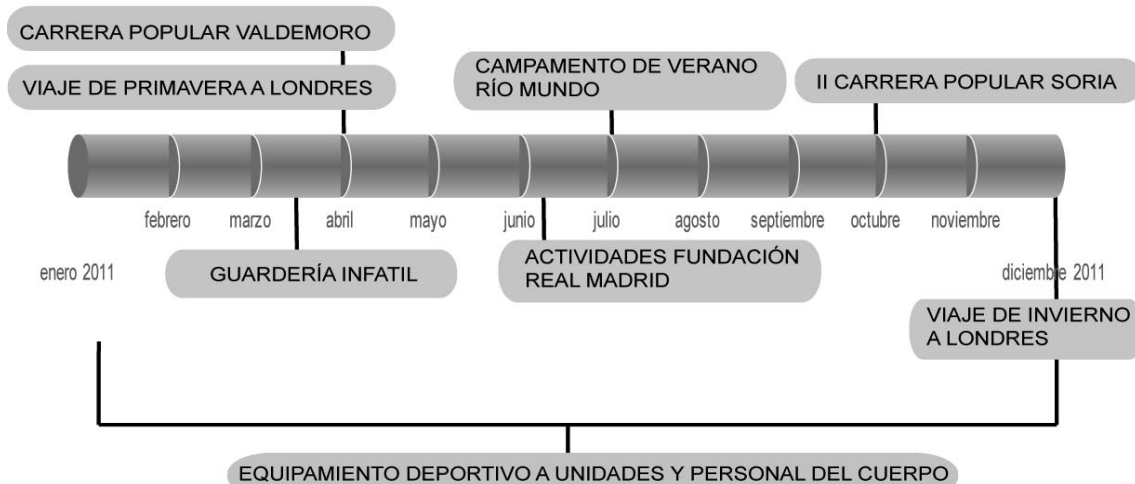 CARRERA POPULAR VALDEMORO
VIAJE DE PRIMAVERA A LONDRES
CAMPAMENTO DE VERANO
RÍO MUNDO
II CARRERA POPULAR SORIA
febrero
marzo
abril
mayo
junio
julio
agosto
septiembre
octubre
noviembre
enero 2011
GUARDERÍA INFATIL
ACTIVIDADES FUNDACIÓN
REAL MADRID
diciembre 2011
VIAJE DE INVIERNO
A LONDRES
EQUIPAMIENTO DEPORTIVO A UNIDADES Y PERSONAL DEL CUERPO